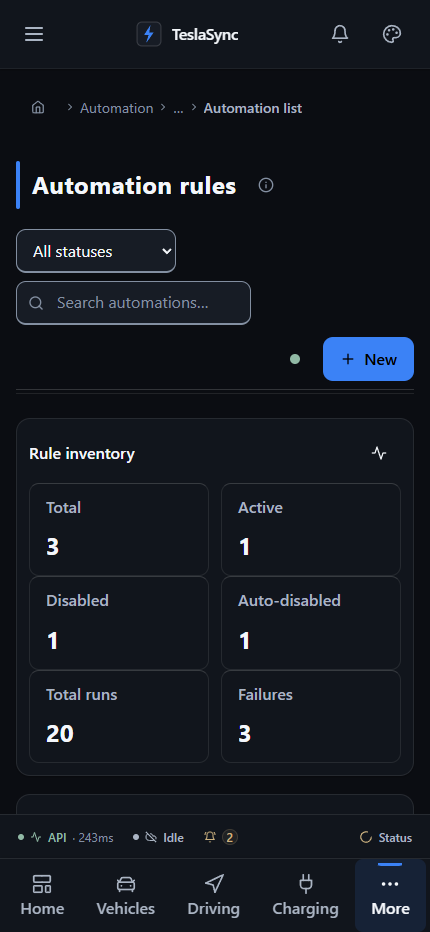 TeslaSync
Automation ... Automation list
Automation rules
All statuses
Search automations...
New
Rule inventory
Total Active
3 1
Disabled Auto-disabled
1 1
Total runs Failures
20 3
API · 243ms Idle 2 Status
Home Vehicles Driving Charging More